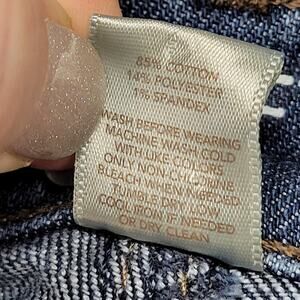 85% COTTON
14% POLYESTER
1% SPANDEX
WASH BEFORE WEARING
MACHINE WASH COLD
WITH LIKE COLORS
ONLY NON-CHLORINE
BLEACH WHEN NEEDED
TUMBLE DRY LOW
COOL IRON IF NEEDED
OR DRY CLEAN